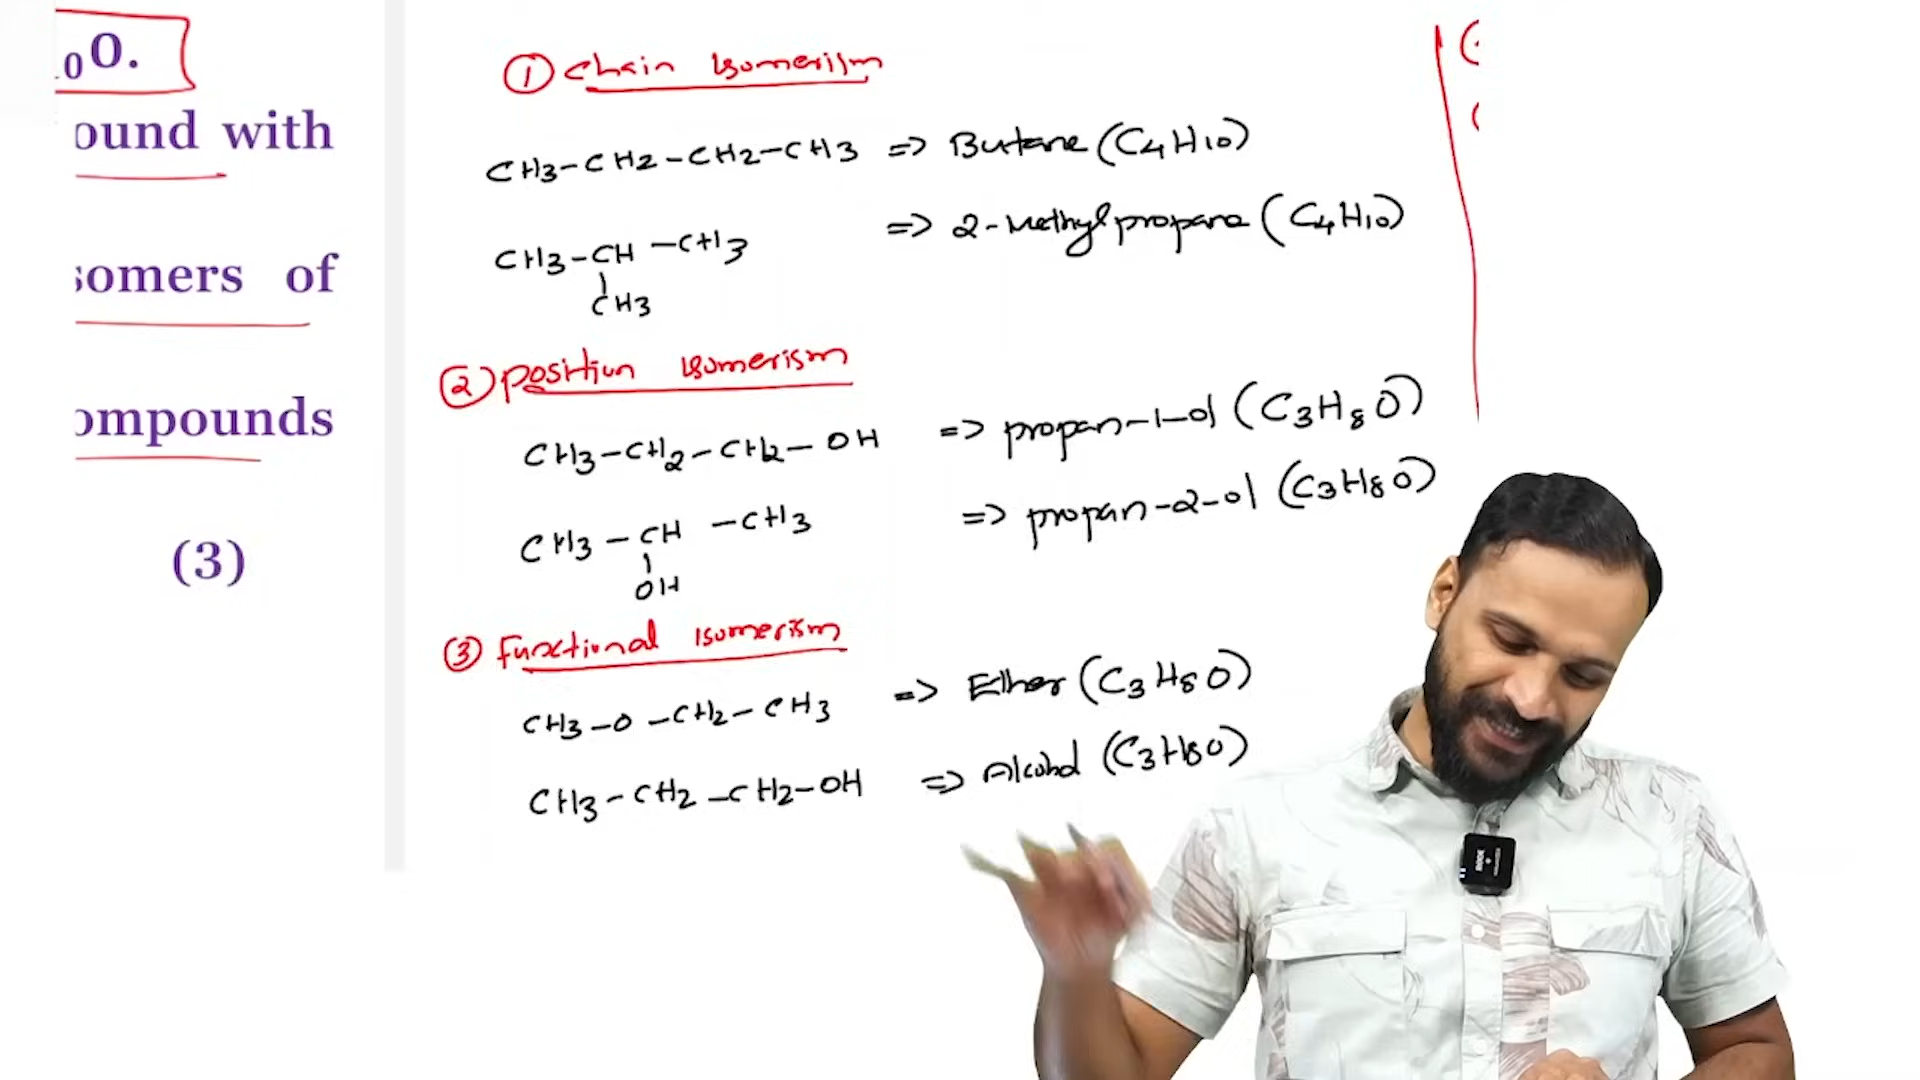 ₁₀O.
ound with
somers of
ompounds
(3)
① Chain Isomerism
CH3-CH2-CH2-CH3 => Butane (C4H10)
CH3-CH-CH3 => 2-Methylpropane (C4H10)
|
CH3
② Position isomerism
CH3-CH2-CH2-OH => propan-1-ol (C3H8O)
CH3-CH-CH3 => propan-2-ol (C3H8O)
|
OH
③ Functional Isomerism
CH3-O-CH2-CH3 => Ether (C3H8O)
CH3-CH2-CH2-OH => Alcohol (C3H8O)
RODE